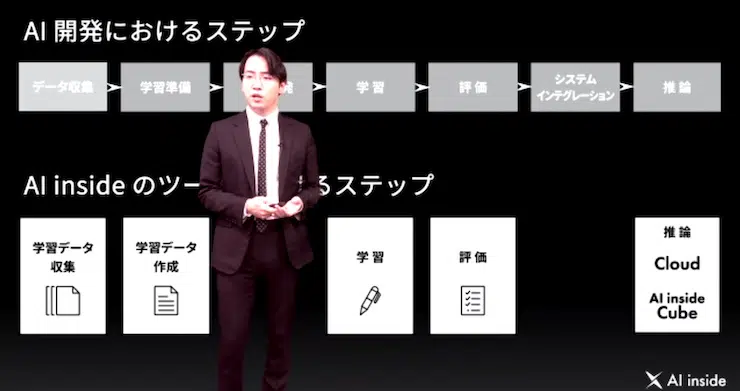 AI 開発におけるステップ
データ収集
学習準備
発
学習
評価
システム
インテグレーション
推論
AI inside のツー るステップ
学習データ
収集
学習データ
作成
学習
評価
推論
Cloud
AI inside
Cube
AI inside